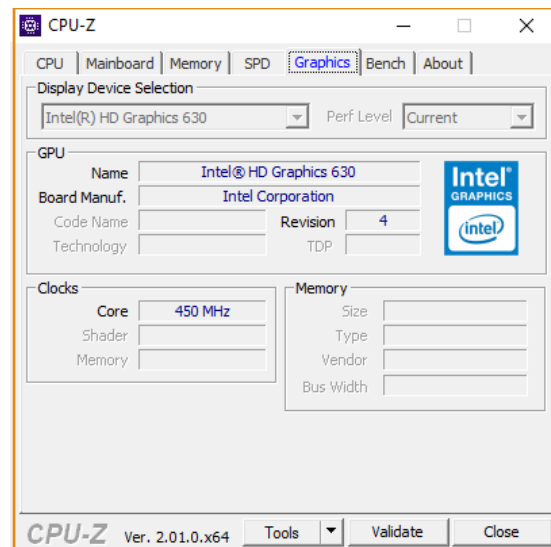 CPU-Z
CPU Mainboard Memory SPD Graphics Bench About
Display Device Selection
Intel(R) HD Graphics 630 Perf Level Current
GPU
Name Intel® HD Graphics 630
Board Manuf. Intel Corporation
Code Name Revision 4
Technology TDP
Intel®
GRAPHICS
(intel)
Clocks
Core 450 MHz
Shader
Memory
Memory
Size
Type
Vendor
Bus Width
CPU-Z Ver. 2.01.0.x64 Tools Validate Close